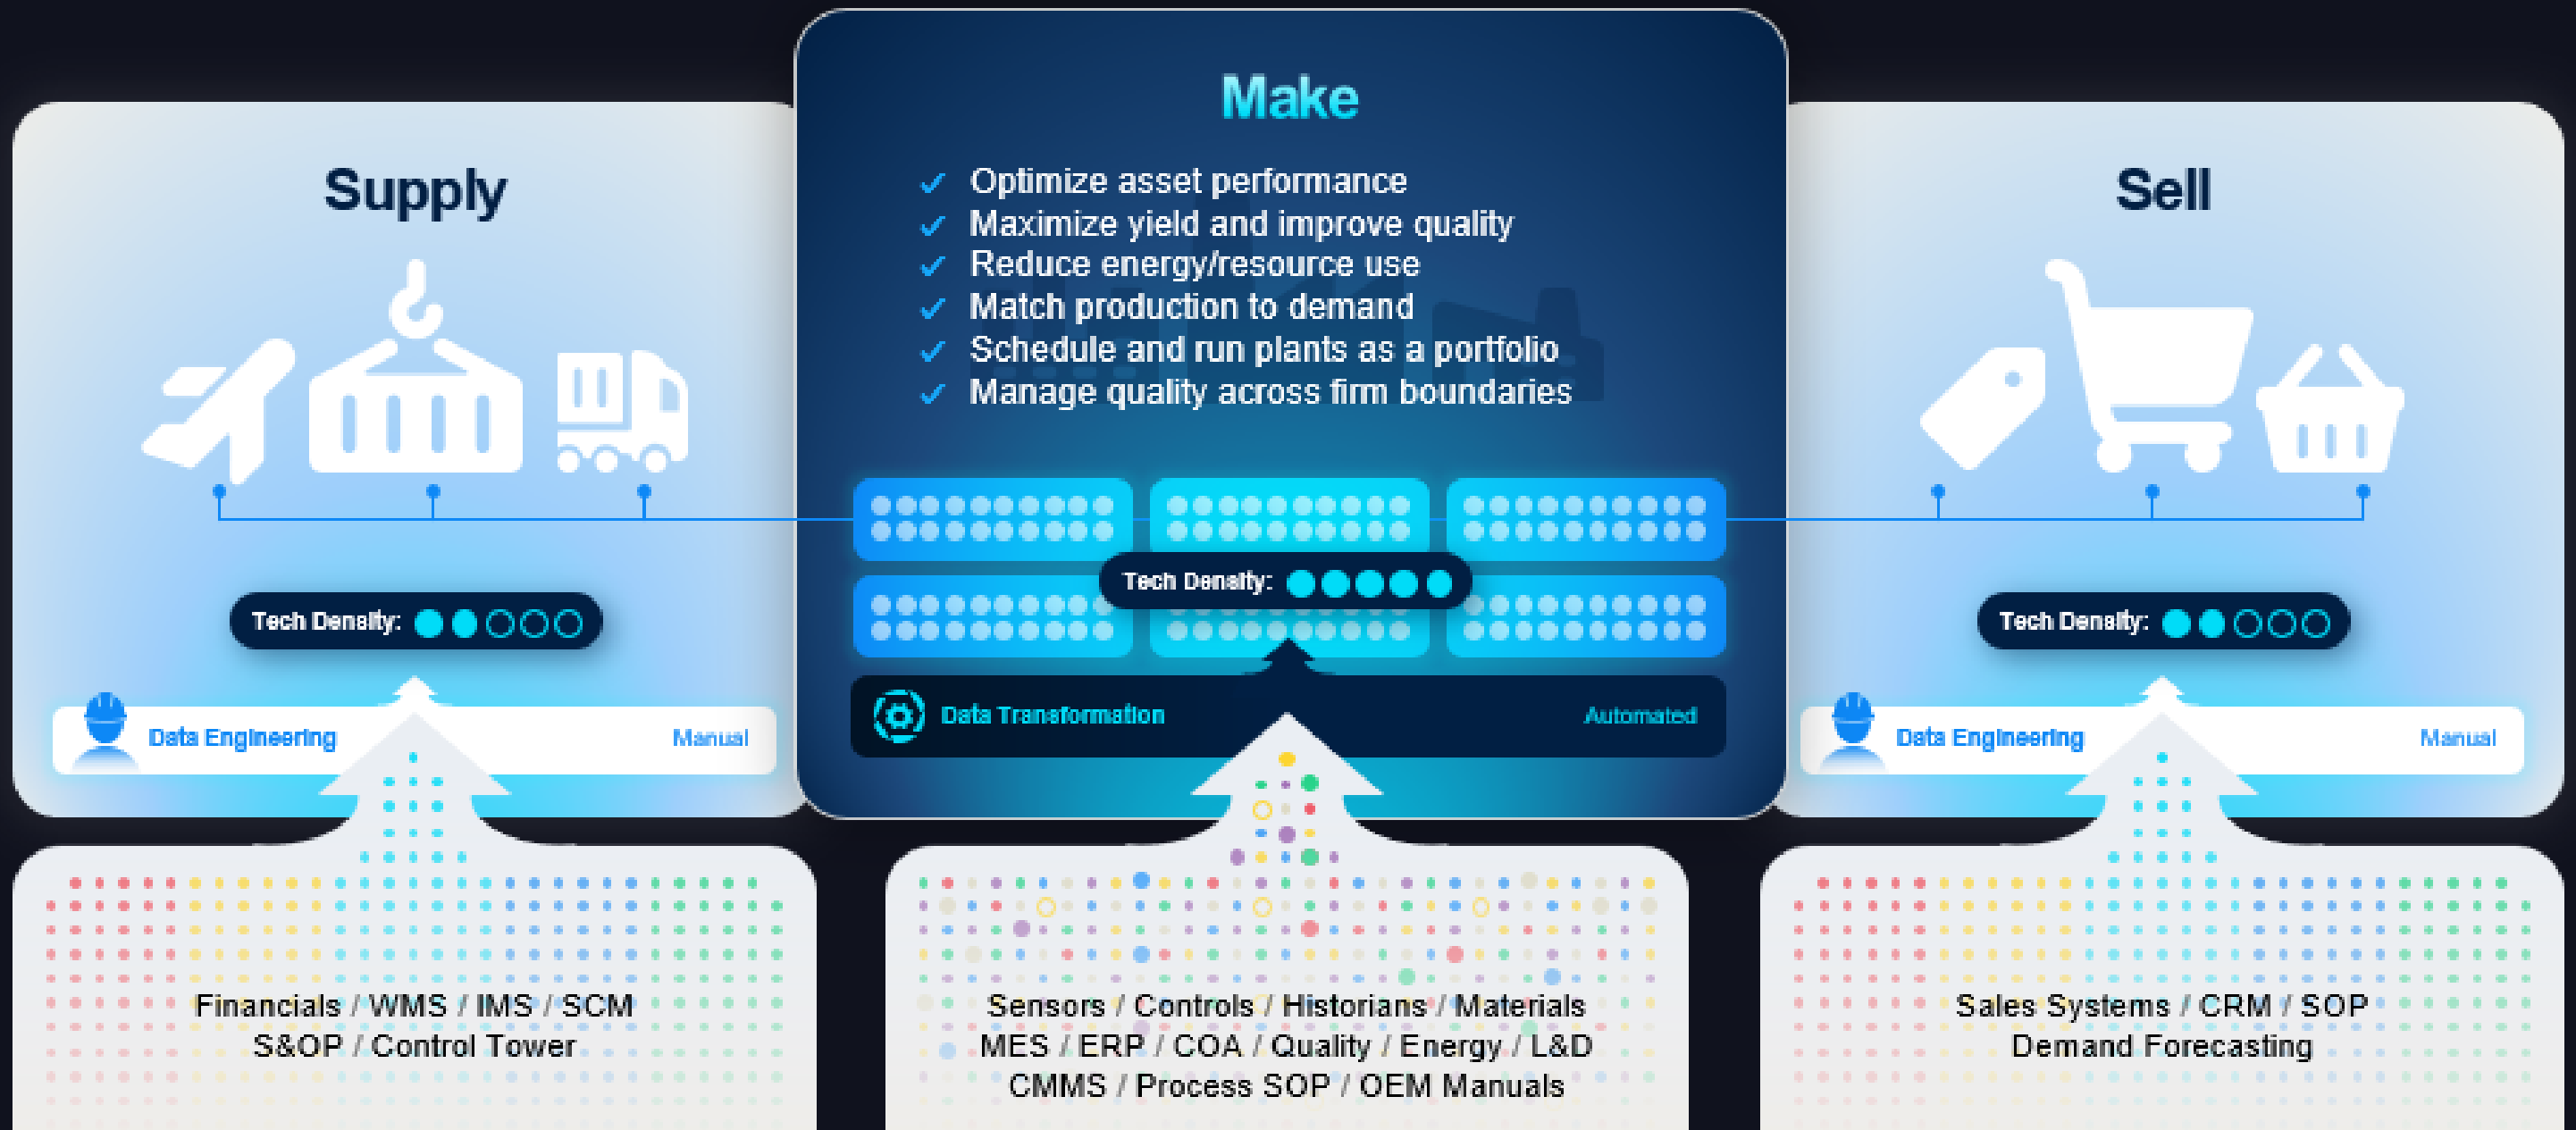 Supply
Tech Density:
Data Engineering
Manual
Financials / WMS / IMS / SCM
S&OP / Control Tower
Make
Optimize asset performance
Maximize yield and improve quality
Reduce energy/resource use
Match production to demand
Schedule and run plants as a portfolio
Manage quality across firm boundaries
Tech Density:
Data Transformation
Automated
Sensors / Controls / Historians / Materials
MES / ERP / COA / Quality / Energy / L&D
CMMS / Process SOP / OEM Manuals
Sell
Tech Density:
Data Engineering
Manual
Sales Systems / CRM / SOP
Demand Forecasting